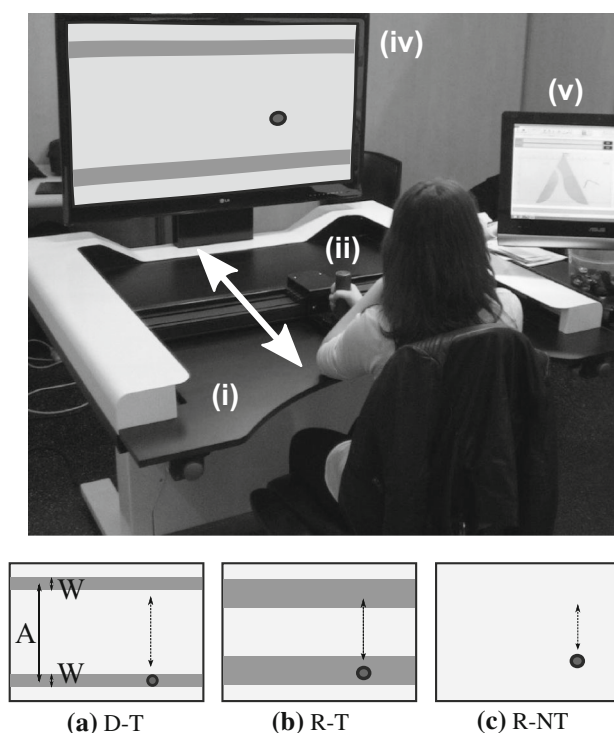 (iv)
(v)
LG
(ii)
ASUS
(i)
W
A
W
(a) D-T
(b) R-T
(c) R-NT